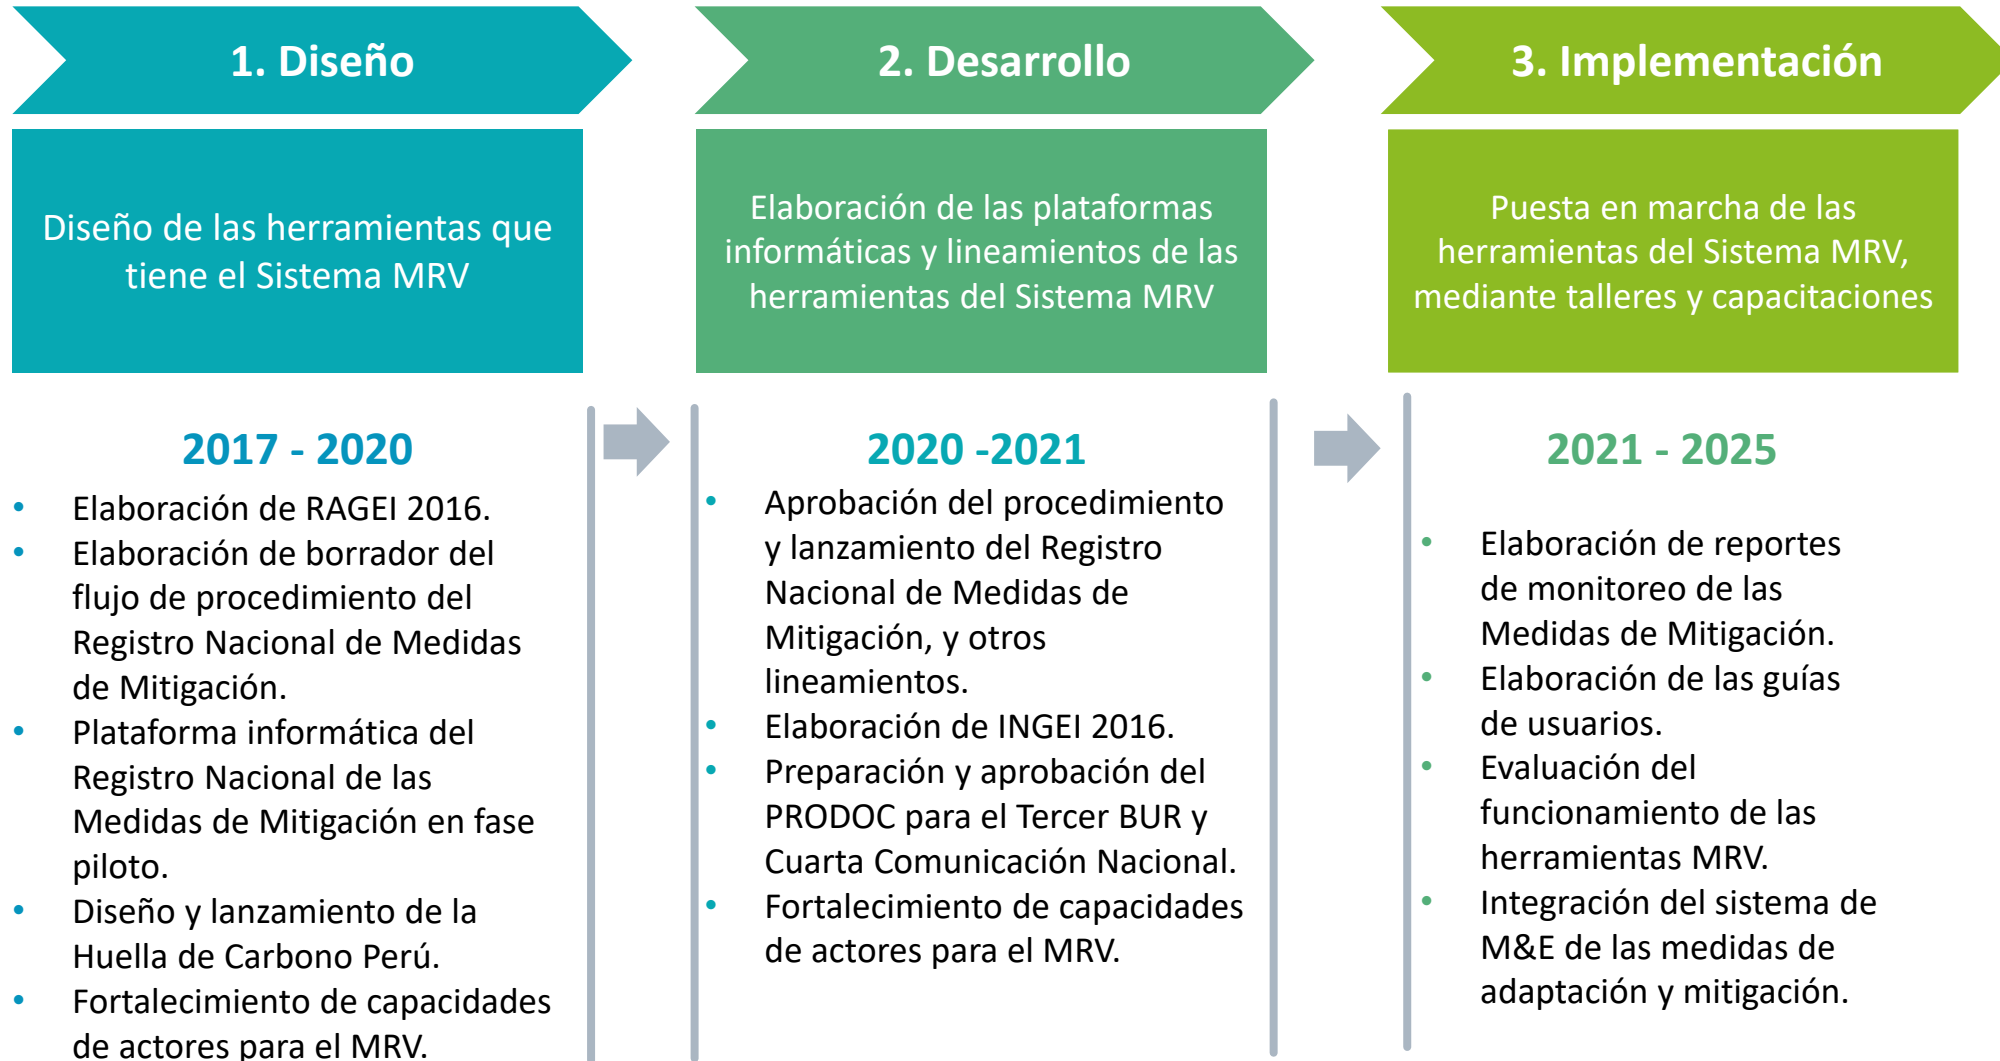 1. Diseño
Diseño de las herramientas que
tiene el Sistema MRV
2017 - 2020
• Elaboración de RAGEI 2016.
• Elaboración de borrador del
flujo de procedimiento del
Registro Nacional de Medidas
de Mitigación.
• Plataforma informática del
Registro Nacional de las
Medidas de Mitigación en fase
piloto.
• Diseño y lanzamiento de la
Huella de Carbono Perú.
• Fortalecimiento de capacidades
de actores para el MRV.
2. Desarrollo
Elaboración de las plataformas
informáticas y lineamientos de las
herramientas del Sistema MRV
2020 -2021
• Aprobación del procedimiento
y lanzamiento del Registro
Nacional de Medidas de
Mitigación, y otros
lineamientos.
• Elaboración de INGEI 2016.
• Preparación y aprobación del
PRODOC para el Tercer BUR y
Cuarta Comunicación Nacional.
• Fortalecimiento de capacidades
de actores para el MRV.
3. Implementación
Puesta en marcha de las
herramientas del Sistema MRV,
mediante talleres y capacitaciones
2021 - 2025
• Elaboración de reportes
de monitoreo de las
Medidas de Mitigación.
• Elaboración de las guías
de usuarios.
• Evaluación del
funcionamiento de las
herramientas MRV.
• Integración del sistema de
M&E de las medidas de
adaptación y mitigación.